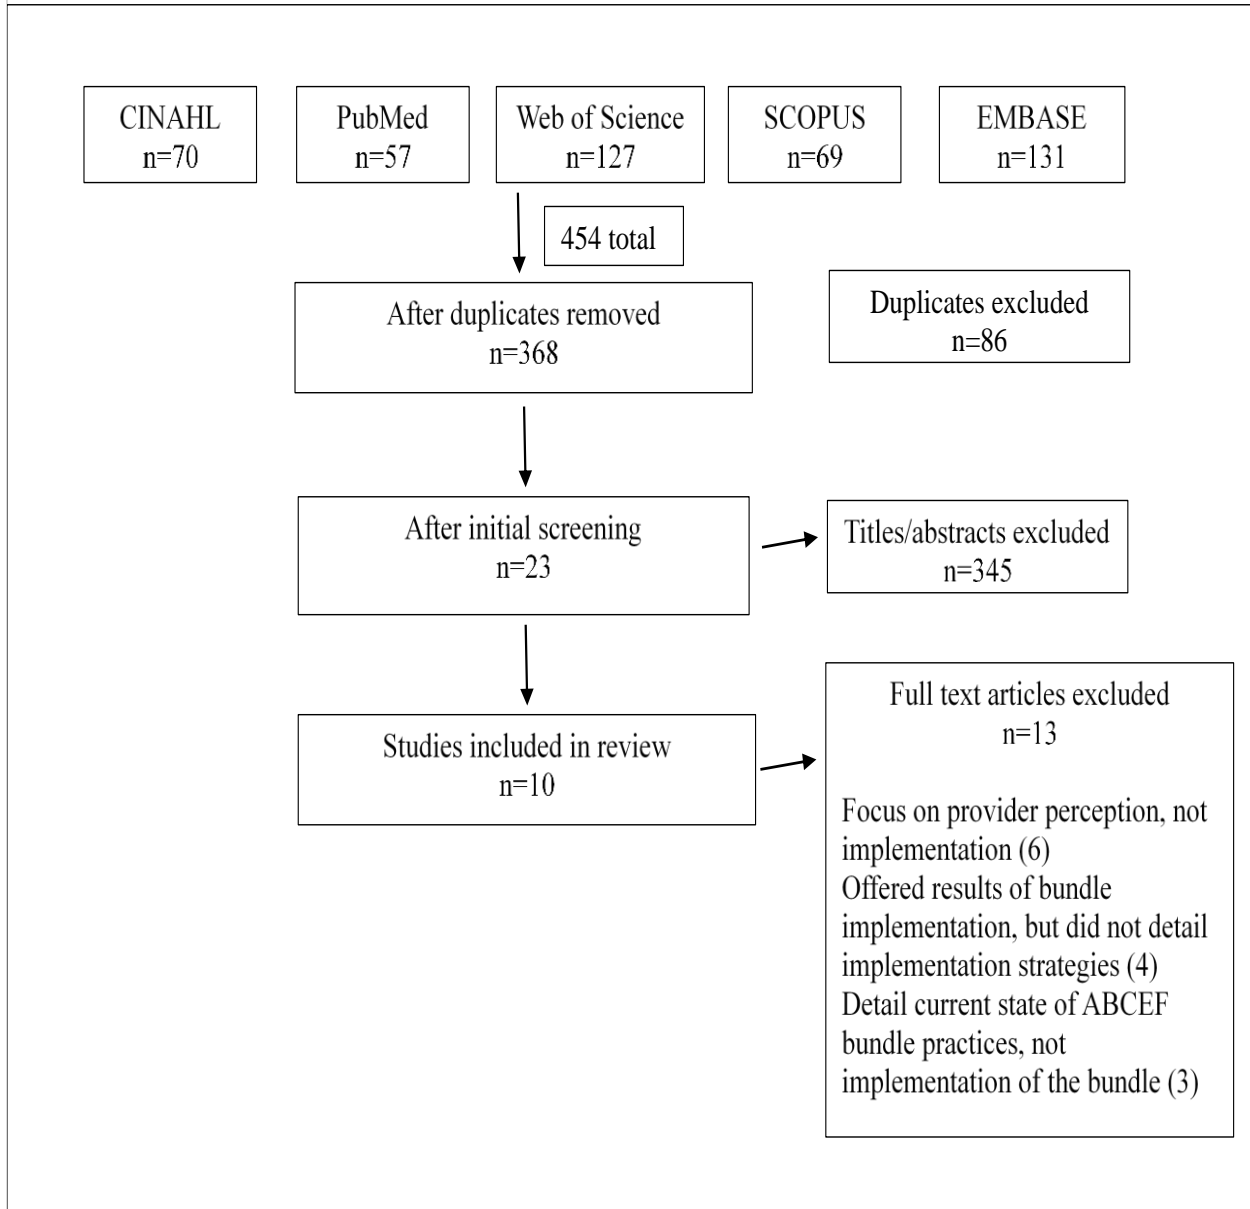 CINAHL
n=70
PubMed
n=57
Web of Science
n=127
SCOPUS
n=69
EMBASE
n=131
454 total
After duplicates removed
n=368
Duplicates excluded
n=86
After initial screening
n=23
Titles/abstracts excluded
n=345
Studies included in review
n=10
Full text articles excluded
n=13
Focus on provider perception, not
implementation (6)
Offered results of bundle
implementation, but did not detail
implementation strategies (4)
Detail current state of ABCEF
bundle practices, not
implementation of the bundle (3)